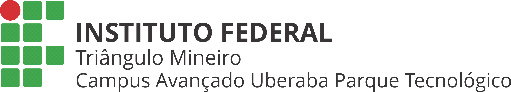 INSTITUTO FEDERAL
Triângulo Mineiro
Campus Avançado Uberaba Parque Tecnológico